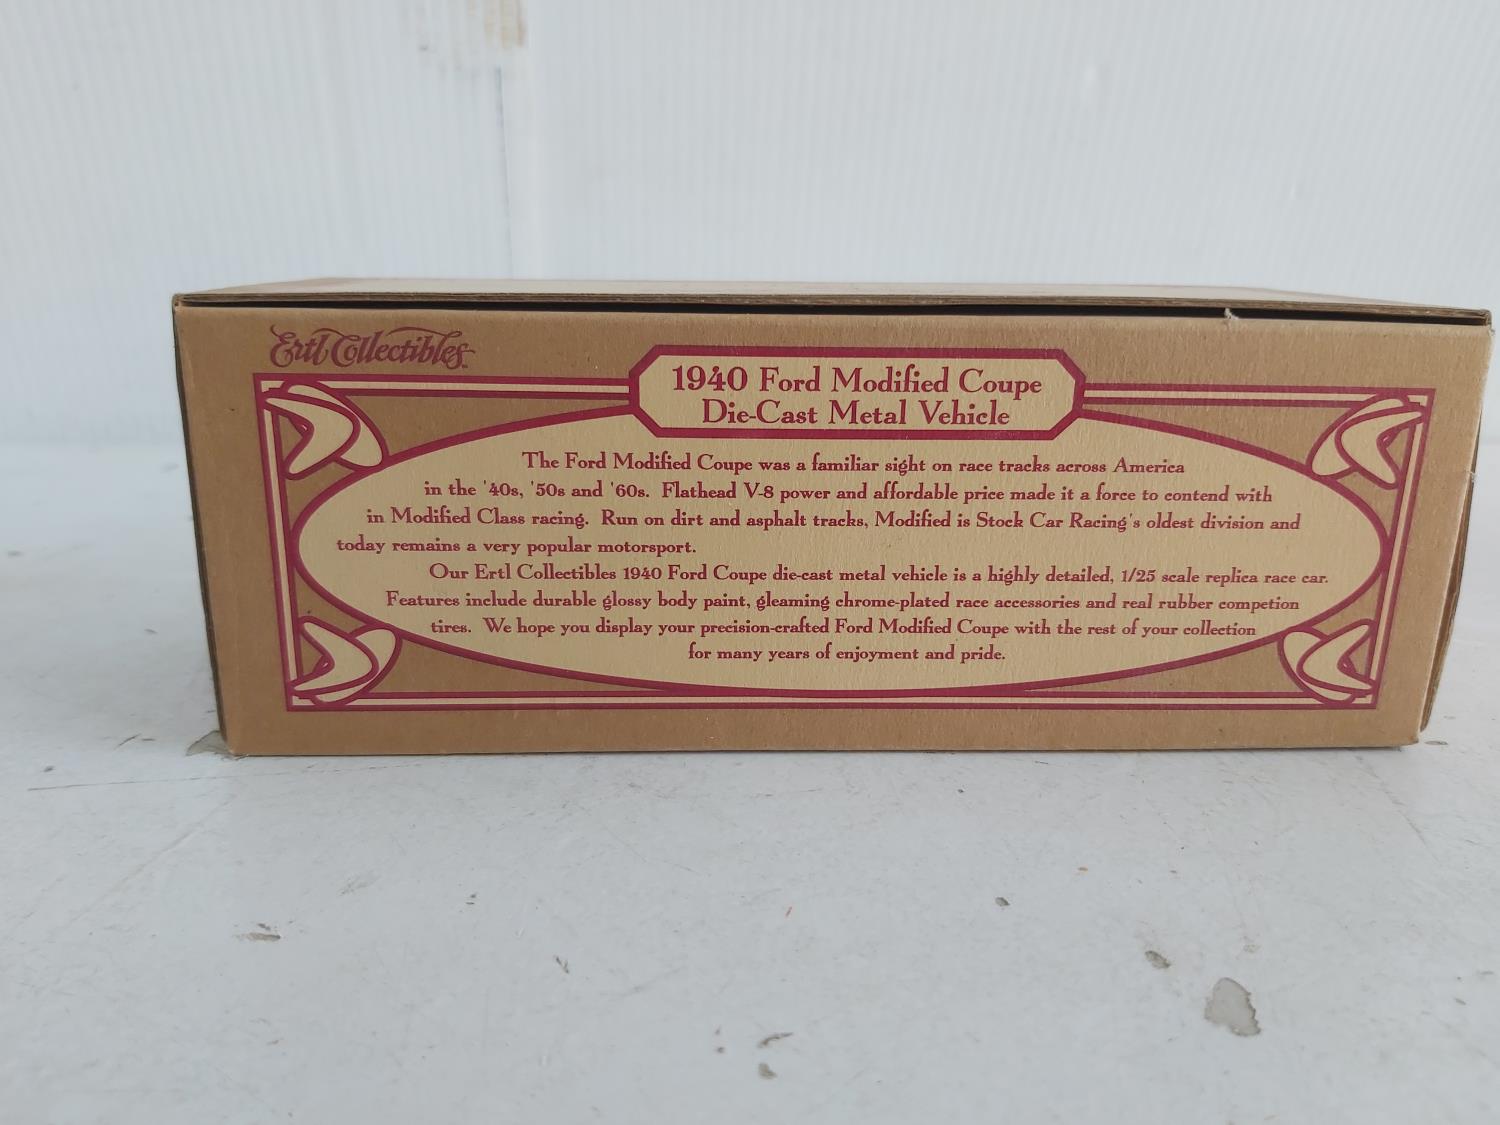 Ertl Collectibles™
1940 Ford Modified Coupe
Die-Cast Metal Vehicle
The Ford Modified Coupe was a familiar sight on race tracks across America
in the '40s, '50s and '60s. Flathead V-8 power and affordable price made it a force to contend with
in Modified Class racing. Run on dirt and asphalt tracks, Modified is Stock Car Racing's oldest division and
today remains a very popular motorsport.
Our Ertl Collectibles 1940 Ford Coupe die-cast metal vehicle is a highly detailed, 1/25 scale replica race car.
Features include durable glossy body paint, gleaming chrome-plated race accessories and real rubber competion
tires. We hope you display your precision-crafted Ford Modified Coupe with the rest of your collection
for many years of enjoyment and pride.